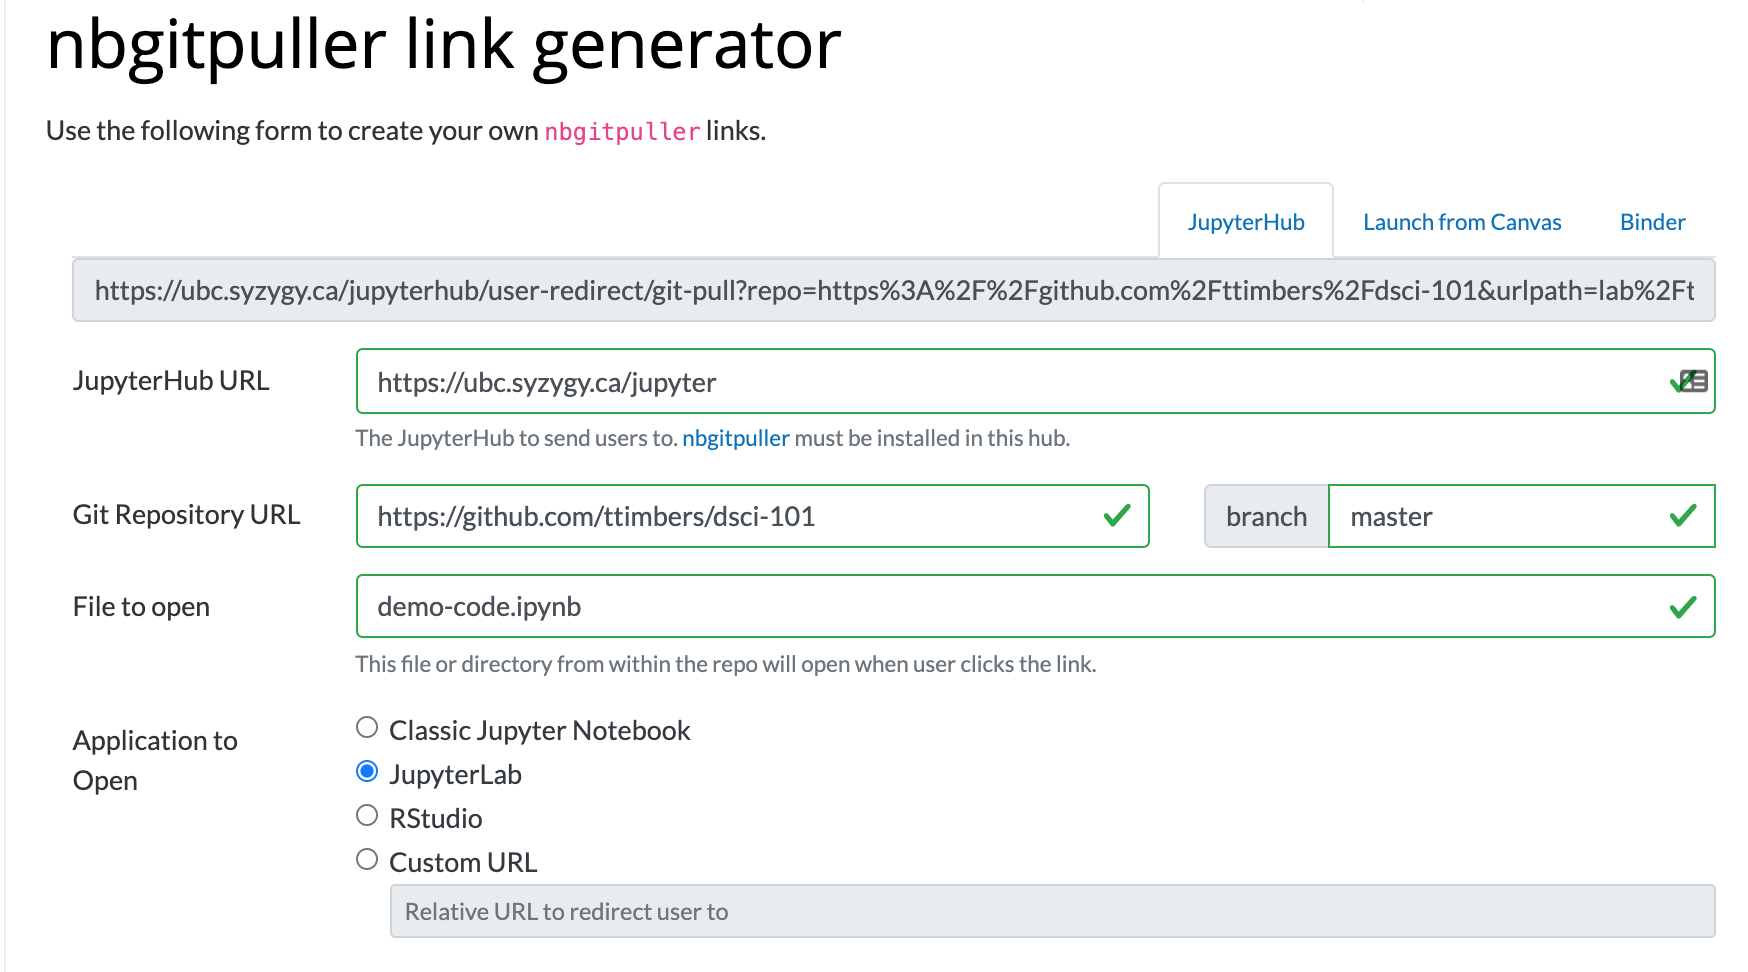 nbgitpuller link generator
Use the following form to create your own nbgitpuller links.
JupyterHub
Launch from Canvas
Binder
https://ubc.syzygy.ca/jupyterhub/user-redirect/git-pull?repo=https%3A%2F%2Fgithub.com%2Fttimbers%2Fdsci-101&urlpath=lab%2Ft
JupyterHub URL
https://ubc.syzygy.ca/jupyter
The JupyterHub to send users to. nbgitpuller must be installed in this hub.
Git Repository URL
https://github.com/ttimbers/dsci-101
branch
master
File to open
demo-code.ipynb
This file or directory from within the repo will open when user clicks the link.
Application to
Open
Classic Jupyter Notebook
JupyterLab
RStudio
Custom URL
Relative URL to redirect user to